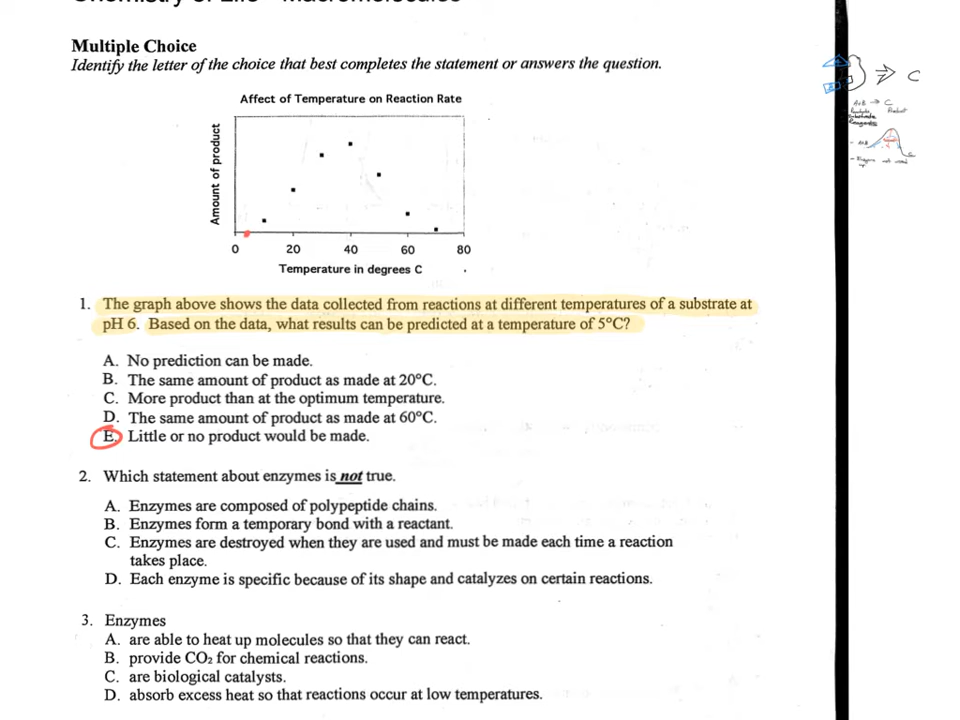 Chemistry of Life - Macromolecules
Multiple Choice
Identify the letter of the choice that best completes the statement or answers the question.
Affect of Temperature on Reaction Rate
Amount of product
0 20 40 60 80
Temperature in degrees C
1. The graph above shows the data collected from reactions at different temperatures of a substrate at
pH 6. Based on the data, what results can be predicted at a temperature of 5°C?
A. No prediction can be made.
B. The same amount of product as made at 20°C.
C. More product than at the optimum temperature.
D. The same amount of product as made at 60°C.
E. Little or no product would be made.
2. Which statement about enzymes is not true.
A. Enzymes are composed of polypeptide chains.
B. Enzymes form a temporary bond with a reactant.
C. Enzymes are destroyed when they are used and must be made each time a reaction
takes place.
D. Each enzyme is specific because of its shape and catalyzes on certain reactions.
3. Enzymes
A. are able to heat up molecules so that they can react.
B. provide CO₂ for chemical reactions.
C. are biological catalysts.
D. absorb excess heat so that reactions occur at low temperatures.
C
A+B → C
Product